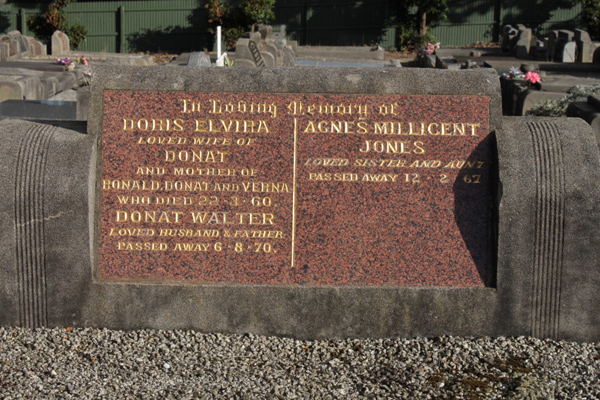 In Loving Memory of
DORIS ELVIRA
LOVED WIFE OF
DONAT
AND MOTHER OF
RONALD, DONAT AND VERNA.
WHO DIED 22-3-60
DONAT WALTER
LOVED HUSBAND & FATHER
PASSED AWAY 6-8-70.
AGNES MILLICENT
JONES
LOVED SISTER AND AUNT
PASSED AWAY 12-2-67